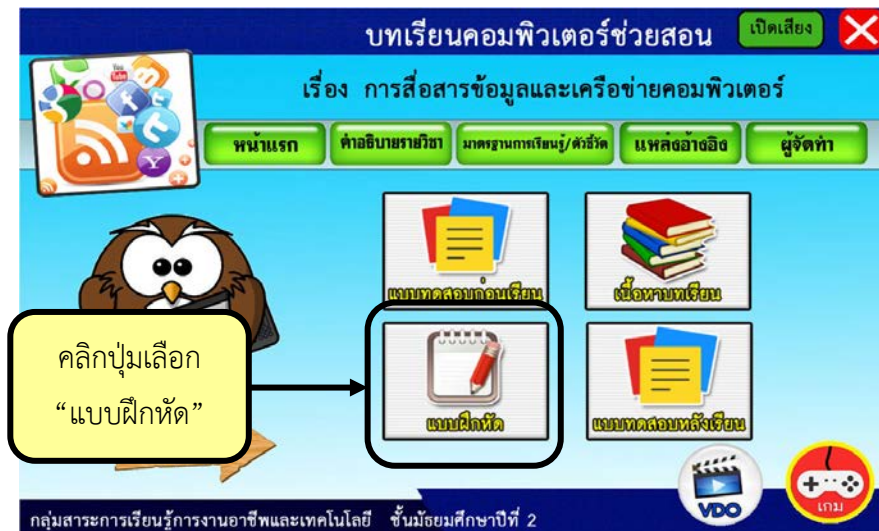 บทเรียนคอมพิวเตอร์ช่วยสอน
เปิดเสียง
เรื่อง การสื่อสารข้อมูลและเครือข่ายคอมพิวเตอร์
You
Tube
หน้าแรก
คำอธิบายรายวิชา
มาตรฐานการเรียนรู้/ตัวชี้วัด
แหล่งอ้างอิง
ผู้จัดทำ
แบบทดสอบก่อนเรียน
เนื้อหาบทเรียน
คลิกปุ่มเลือก
“แบบฝึกหัด”
แบบฝึกหัด
แบบทดสอบหลังเรียน
VDO
เกม
กลุ่มสาระการเรียนรู้การงานอาชีพและเทคโนโลยี ชั้นมัธยมศึกษาปีที่ 2